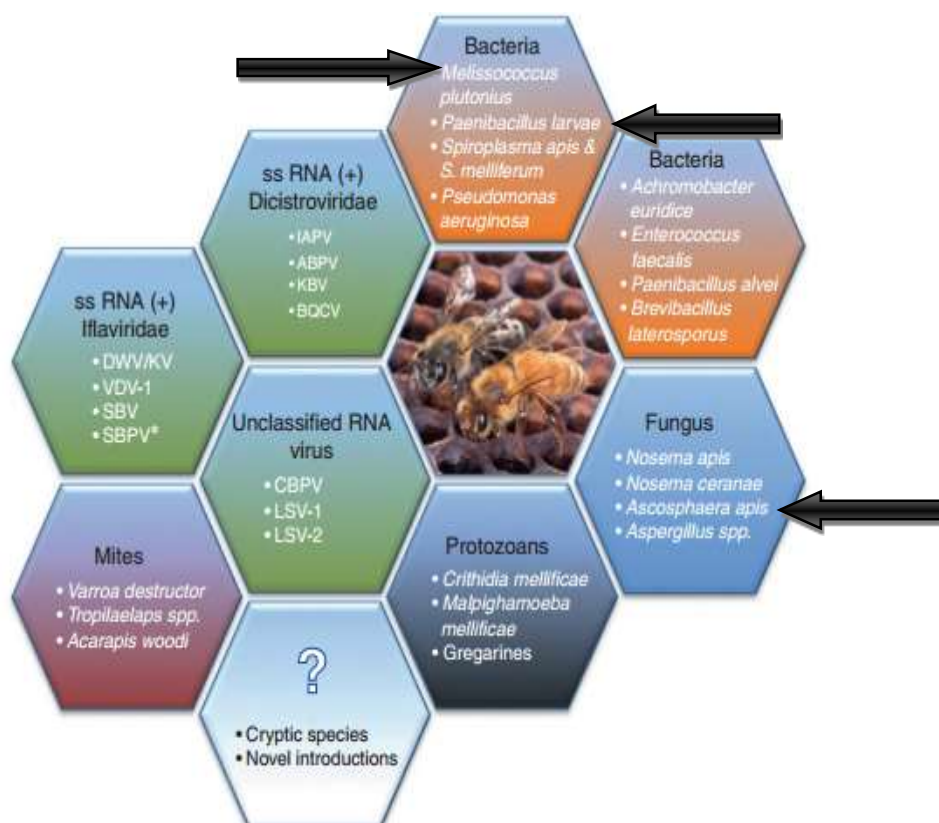 Bacteria
Melissococcus
plutonius
• Paenibacillus larvae
• Spiroplasma apis &
S. melliferum
• Pseudomonas
aeruginosa
Bacteria
• Achromobacter
euridice
• Enterococcus
faecalis
• Paenibacillus alvei
• Brevibacillus
laterosporus
ss RNA (+)
Dicistroviridae
• IAPV
• ABPV
• KBV
• BQCV
ss RNA (+)
Iflaviridae
• DWV/KV
• VDV-1
• SBV
• SBPV*
Unclassified RNA
virus
• CBPV
• LSV-1
• LSV-2
Fungus
• Nosema apis
• Nosema ceranae
• Ascosphaera apis
• Aspergillus spp.
Mites
• Varroa destructor
• Tropilaelaps spp.
• Acarapis woodi
Protozoans
• Crithidia mellificae
• Malpighamoeba
mellificae
• Gregarines
?
• Cryptic species
• Novel introductions